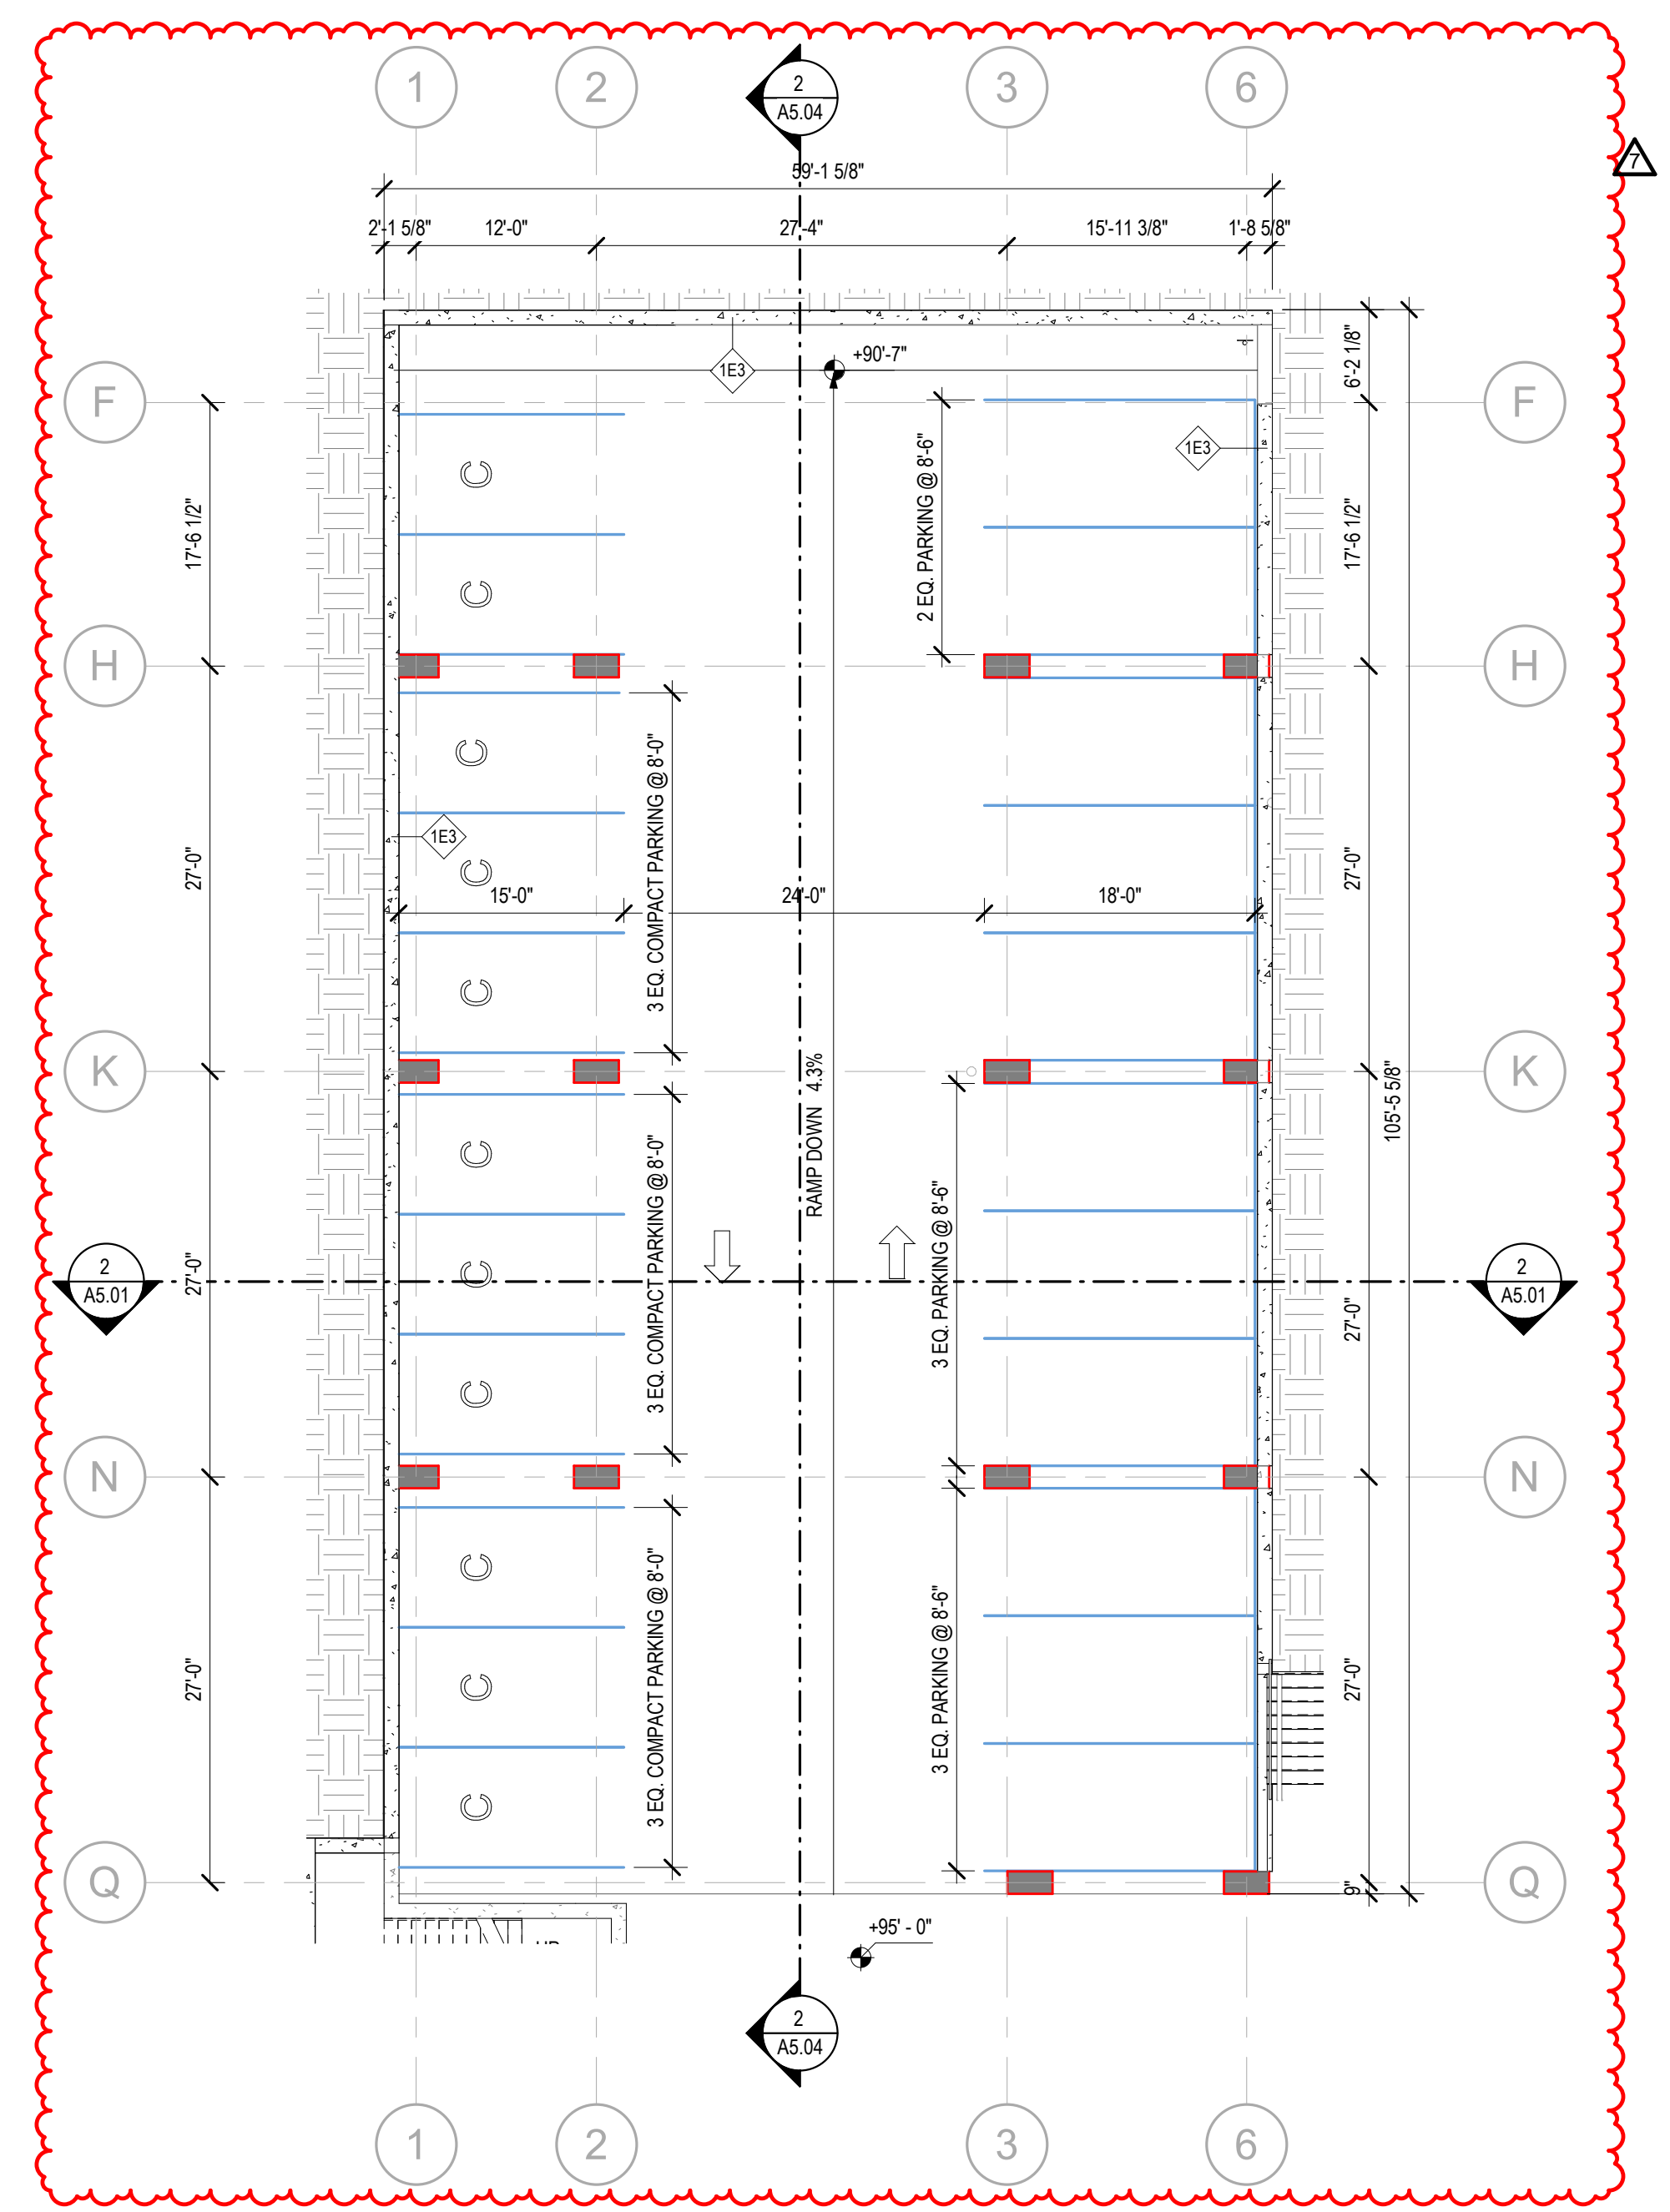 1
2
2
A5.04
3
6
7
59'-1 5/8"
2'-1 5/8"
12'-0"
27'-4"
15'-11 3/8"
1'-8 5/8"
+90'-7"
1E3
6'-2 1/8"
F
F
1E3
C
2 EQ. PARKING @ 8'-6"
17'-6 1/2"
17'-6 1/2"
C
H
H
C
3 EQ. COMPACT PARKING @ 8'-0"
1E3
27'-0"
27'-0"
C
15'-0"
24'-0"
18'-0"
C
K
K
RAMP DOWN 4.3%
105'-5 5/8"
C
3 EQ. COMPACT PARKING @ 8'-0"
3 EQ. PARKING @ 8'-6"
2
A5.01
27'-0"
C
27'-0"
2
A5.01
C
N
N
C
3 EQ. COMPACT PARKING @ 8'-0"
3 EQ. PARKING @ 8'-6"
27'-0"
27'-0"
C
C
Q
Q
9"
+95' - 0"
2
A5.04
1
2
3
6